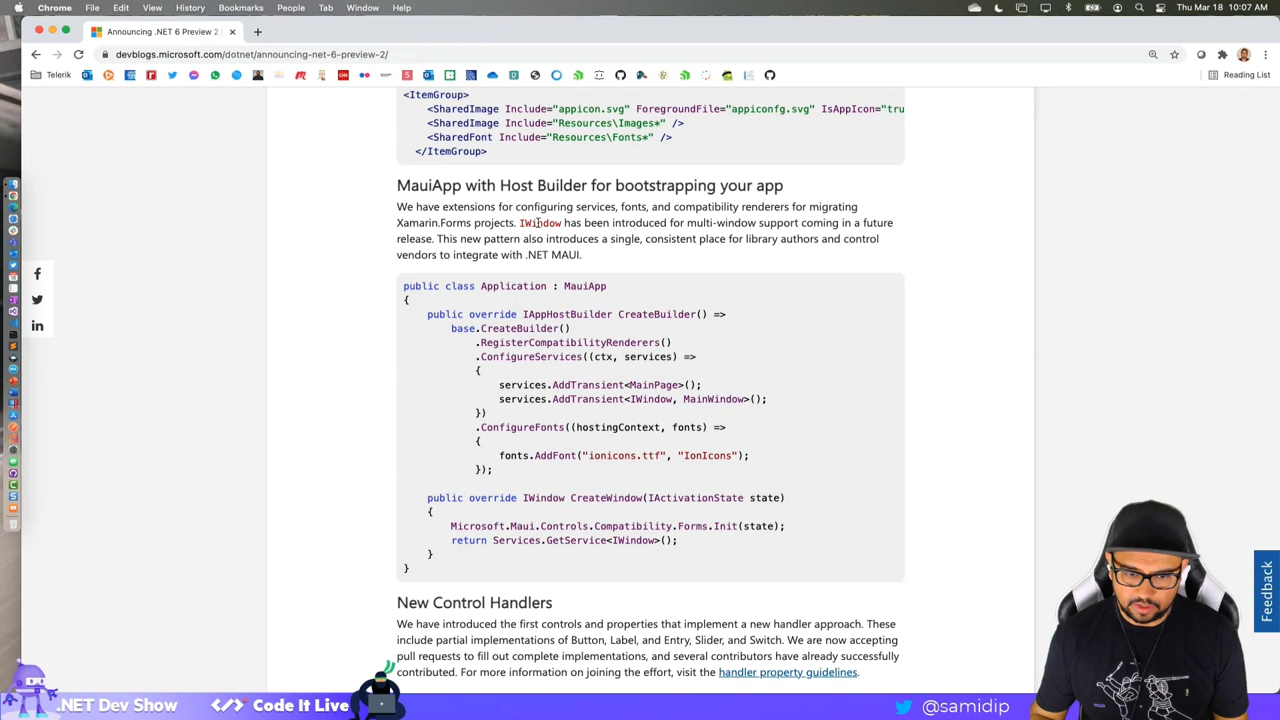 Chrome File Edit View History Bookmarks People Tab Window Help
Thu Mar 18 10:07 AM
Announcing .NET 6 Preview 2
devblogs.microsoft.com/dotnet/announcing-net-6-preview-2/
Telerik
Reading List
<ItemGroup>
<SharedImage Include="appicon.svg" ForegroundFile="appiconfg.svg" IsAppIcon="tru
<SharedImage Include="Resources\Images*" />
<SharedFont Include="Resources\Fonts*" />
</ItemGroup>
MauiApp with Host Builder for bootstrapping your app
We have extensions for configuring services, fonts, and compatibility renderers for migrating
Xamarin.Forms projects. IWindow has been introduced for multi-window support coming in a future
release. This new pattern also introduces a single, consistent place for library authors and control
vendors to integrate with .NET MAUI.
public class Application : MauiApp
{
public override IAppHostBuilder CreateBuilder() =>
base.CreateBuilder()
.RegisterCompatibilityRenderers()
.ConfigureServices((ctx, services) =>
{
services.AddTransient<MainPage>();
services.AddTransient<IWindow, MainWindow>();
})
.ConfigureFonts((hostingContext, fonts) =>
{
fonts.AddFont("ionicons.ttf", "IonIcons");
});
public override IWindow CreateWindow(IActivationState state)
{
Microsoft.Maui.Controls.Compatibility.Forms.Init(state);
return Services.GetService<IWindow>();
}
}
New Control Handlers
We have introduced the first controls and properties that implement a new handler approach. These
include partial implementations of Button, Label, and Entry, Slider, and Switch. We are now accepting
pull requests to fill out complete implementations, and several contributors have already successfully
contributed. For more information on joining the effort, visit the handler property guidelines.
Feedback
.NET Dev Show
</> Code It Live
@samidip